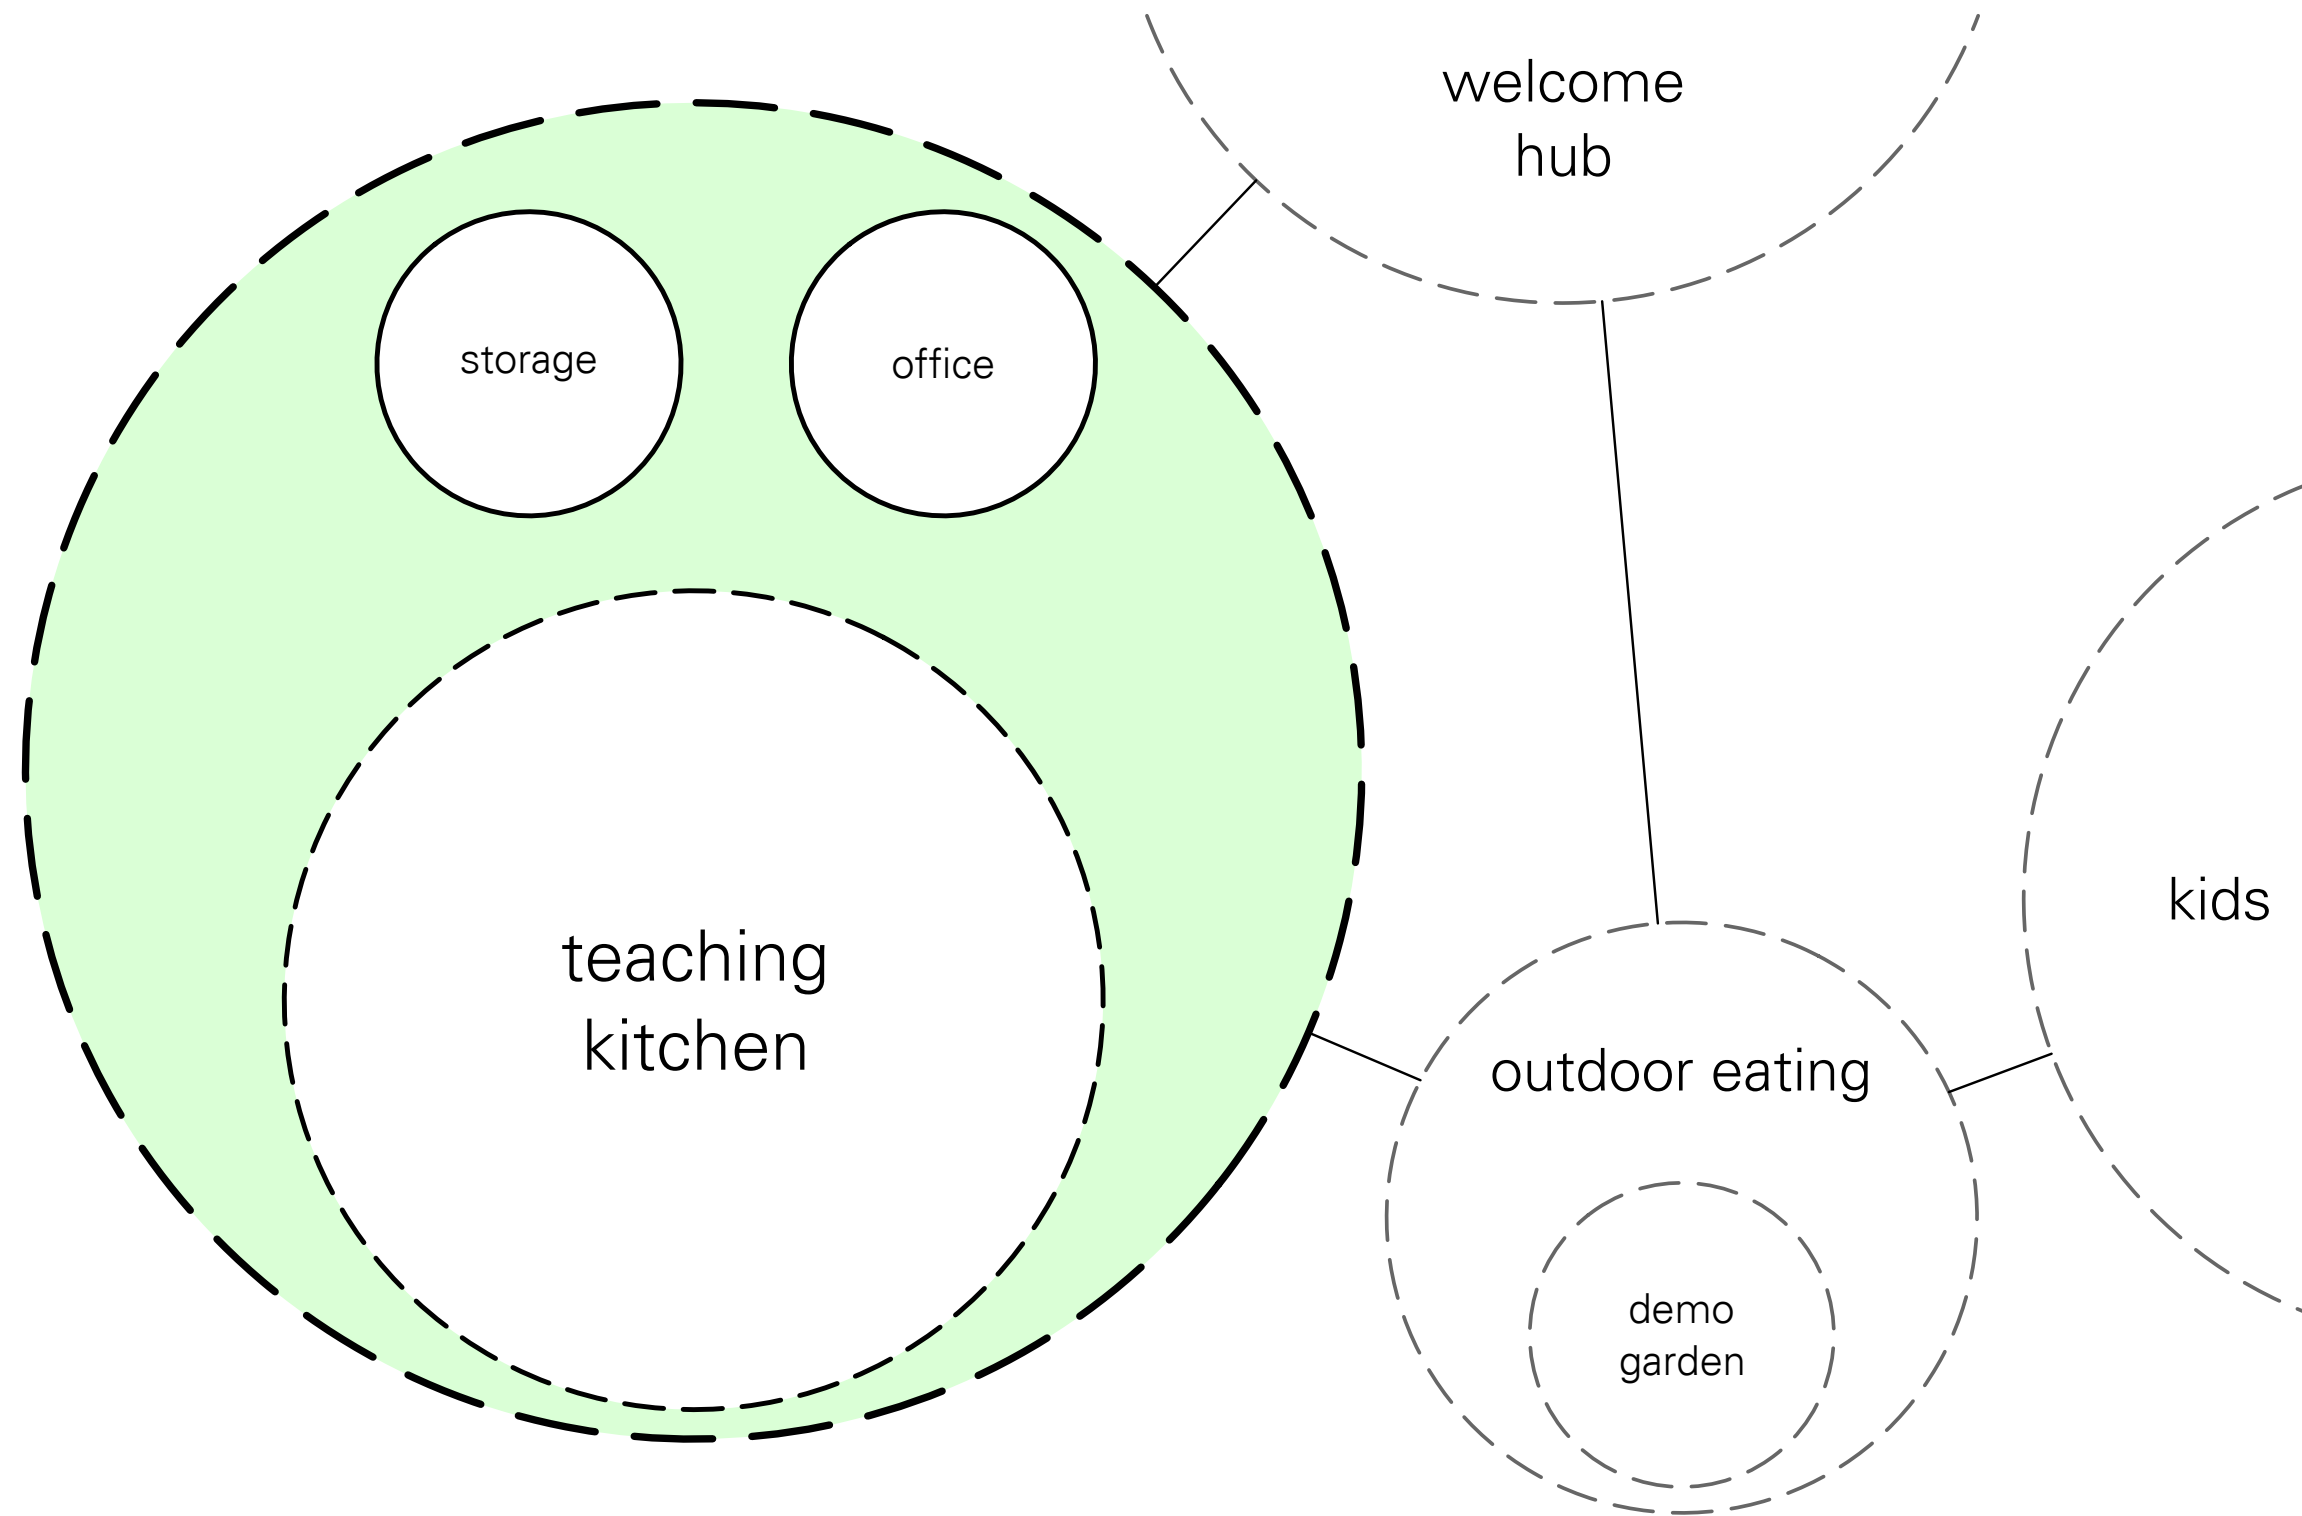 welcome
hub
storage
office
teaching
kitchen
kids
outdoor eating
demo
garden